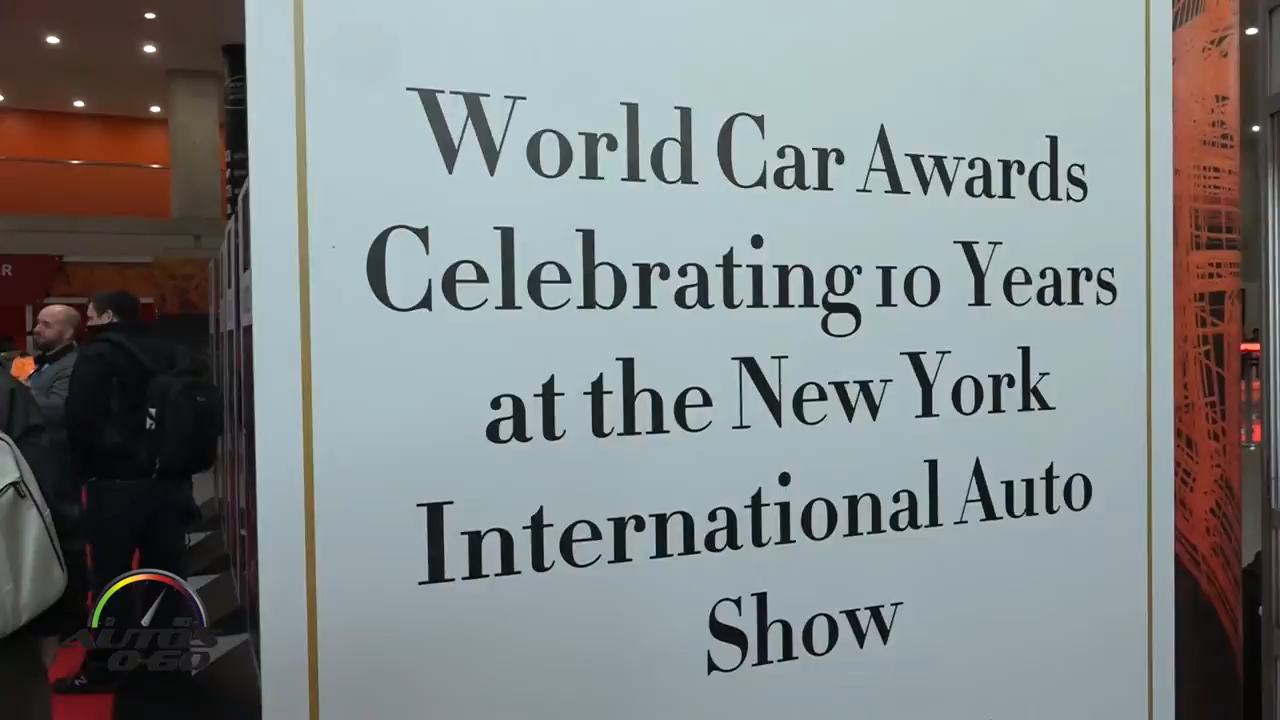 World Car Awards
Celebrating 10 Years
at the New York
International Auto
Show
R
AUTOS
0-60